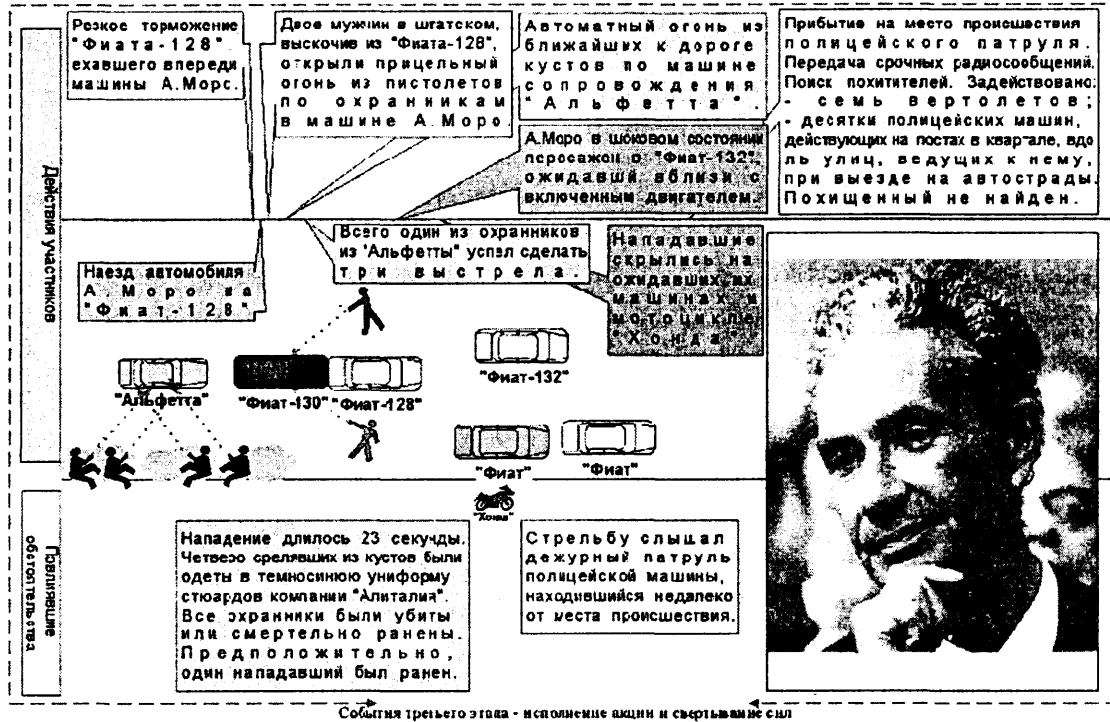 Резкое торможение
"Фиата-128",
ехавшего впереди
машины А.Моро.
Двое мужчин в штатском,
выскочив из "Фиата-128",
открыли прицельный
огонь из пистолетов
по охранникам
в машине А.Моро.
Автоматный огонь из
ближайших к дороге
кустов по машине
сопровождения
"Альфетта".
А.Моро в шоковом состоянии
пересажен в "Фиат-132",
ожидавший вблизи с
включенным двигателем.
Прибытие на место происшествия
полицейского патруля.
Передача срочных радиосообщений.
Поиск похитителей. Задействовано:
- семь вертолетов;
- десятки полицейских машин,
действующих на постах в квартале, вдо
ль улиц, ведущих к нему,
при выезде на автострады.
Похищенный не найден.
Действия участников
Наезд автомобиля
А.Моро на
"Фиат-128"
Всего один из охранников
из "Альфетты" успел сделать
три выстрела.
Нападавшие
скрылись на
ожидавших их
машинах и
мотоцикле
"Хонда"
"Альфетта"
"Фиат-130"
"Фиат-128"
"Фиат-132"
"Фиат"
"Фиат"
"Хонда"
Повлиявшие
обстоятельства
Нападение длилось 23 секунды.
Четверо срелявших из кустов были
одеты в темносинюю униформу
стюардов компании "Алиталия".
Все охранники были убиты
или смертельно ранены.
Предположительно,
один нападавший был ранен.
Стрельбу слышал
дежурный патруль
полицейской машины,
находившийся недалеко
от места происшествия.
События третьего этапа - исполнение акции и свертывание сил